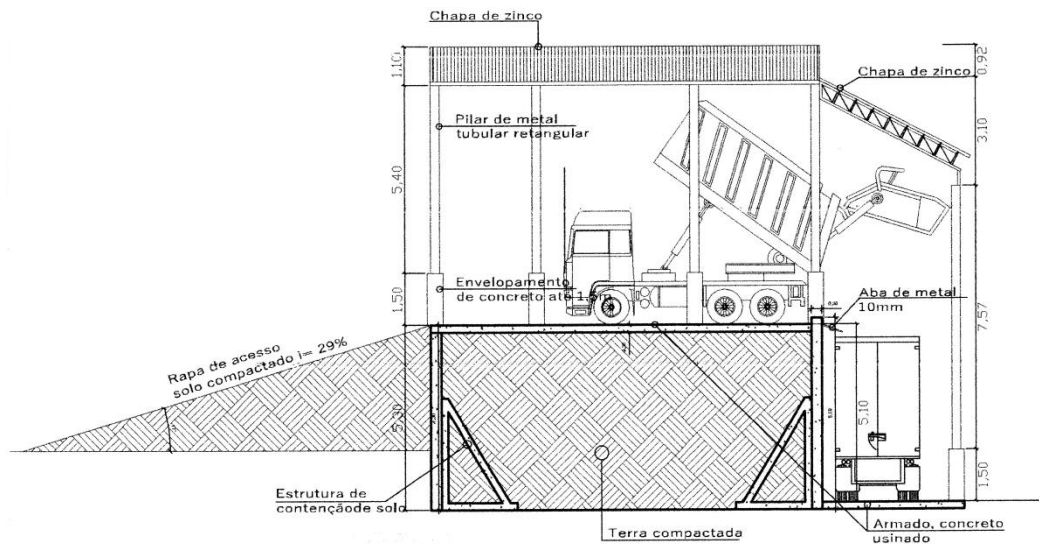 Chapa de zinco
1,10
0,92
Chapa de zinco
Pilar de metal
tubular retangular
3,10
5,40
Envelopamento
de concreto até 1.5m
Aba de metal
10mm
1,50
7,57
Rapa de acesso
solo compactado i= 29%
5,30
5,10
1,50
Estrutura de
contençãode solo
Terra compactada
Armado, concreto
usinado